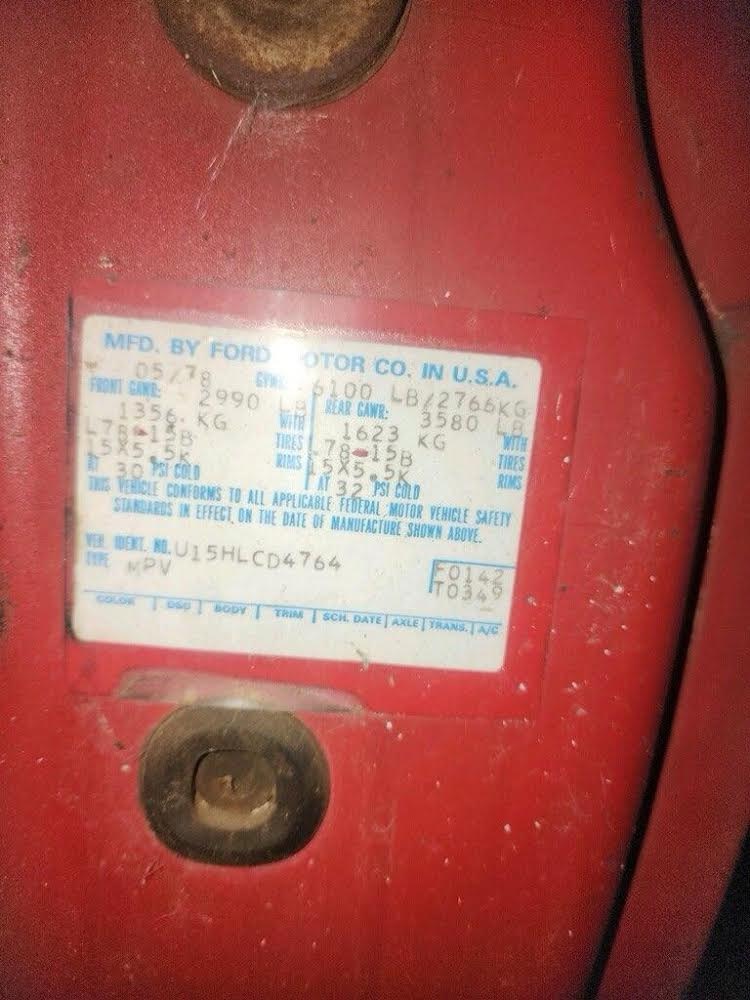 MFD. BY FORD MOTOR CO. IN U.S.A.
05/78 GVWR: 6100 LB/2766KG
FRONT GAWR: 2990 LB REAR GAWR: 3580 LB
1356 KG WITH 1623 KG WITH
L78-15B TIRES 78-15B TIRES
15X5.5K RIMS 15X5.5K RIMS
AT 30 PSI COLD AT 32 PSI COLD
THIS VEHICLE CONFORMS TO ALL APPLICABLE FEDERAL MOTOR VEHICLE SAFETY
STANDARDS IN EFFECT ON THE DATE OF MANUFACTURE SHOWN ABOVE.
VEH. IDENT. NO. U15HLCD4764
TYPE MPV
F0142
T0349
COLOR DSO BODY TRIM SCH. DATE AXLE TRANS. A/C